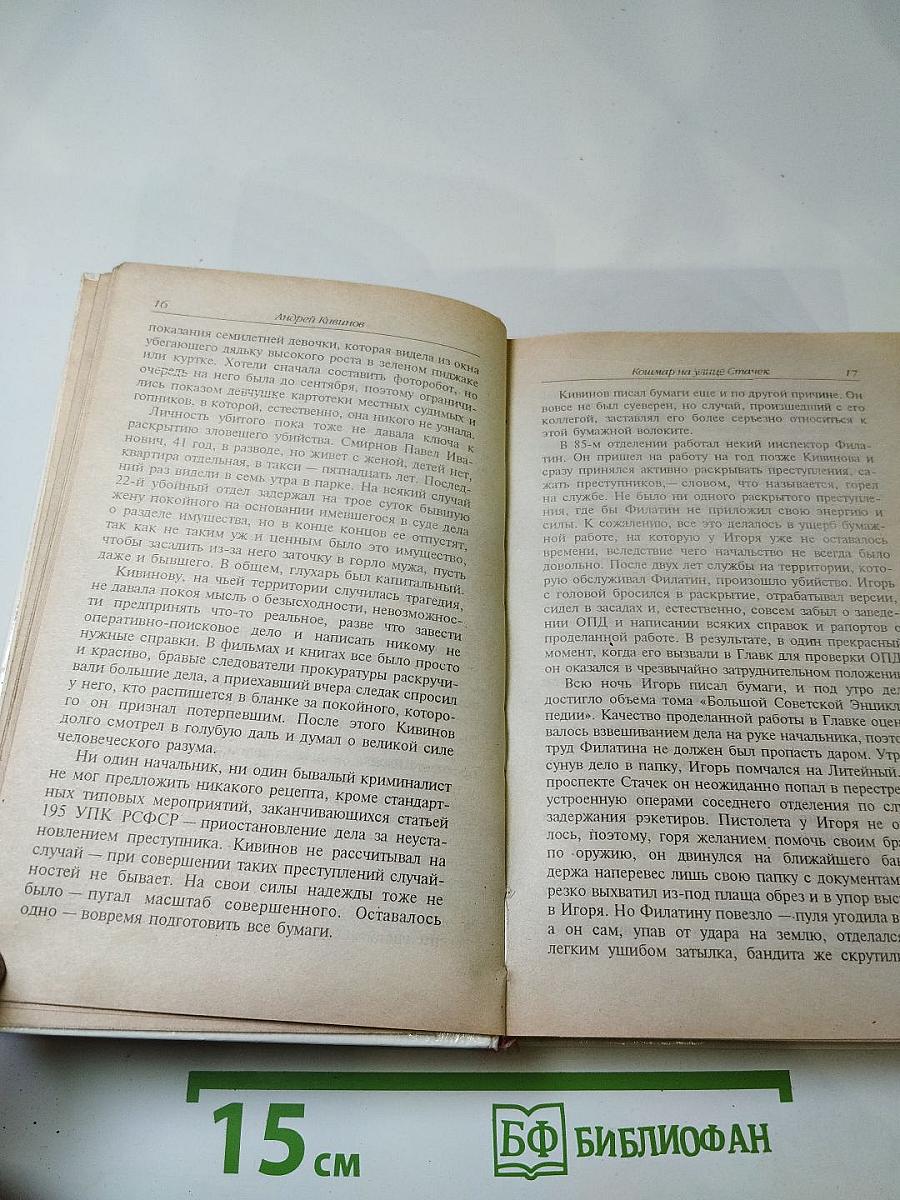 16
Андрей Кивинов
показания семилетней девочки, которая видела из окна
убегающего дядьку высокого роста в зеленом пиджаке
или куртке. Хотели сначала составить фоторобот, но
очередь на него была до сентября, поэтому ограничи-
лись показом девчушке картотеки местных судимых и
гопников, в которой, естественно, она никого не узнала.
Личность убитого пока тоже не давала ключа к
раскрытию зловещего убийства. Смирнов Павел Ива-
нович, 41 год, в разводе, но живет с женой, детей нет,
квартира отдельная, в такси — пятнадцать лет. Послед-
ний раз видели в семь утра в парке. На всякий случай
22-й убойный отдел задержал на трое суток бывшую
жену покойного на основании имевшегося в суде дела
о разделе имущества, но в конце концов ее отпустят,
так как не таким уж и ценным было это имущество,
чтобы засадить из-за него заточку в горло мужа, пусть
даже и бывшего. В общем, глухарь был капитальный.
Кивинову, на чьей территории случилась трагедия,
не давала покоя мысль о безысходности, невозможнос-
ти предпринять что-то реальное, разве что завести
оперативно-поисковое дело и написать никому не
нужные справки. В фильмах и книгах все было просто
и красиво, бравые следователи прокуратуры раскручи-
вали большие дела, а приехавший вчера следак спросил
у него, кто распишется в бланке за покойного, которо-
го он признал потерпевшим. После этого Кивинов
долго смотрел в голубую даль и думал о великой силе
человеческого разума.
Ни один начальник, ни один бывалый криминалист
не мог предложить никакого рецепта, кроме стандарт-
ных типовых мероприятий, заканчивающихся статьей
195 УПК РСФСР — приостановление дела за неуста-
новлением преступника. Кивинов не рассчитывал на
случай — при совершении таких преступлений случай-
ностей не бывает. На свои силы надежды тоже не
было — пугал масштаб совершенного. Оставалось
одно — вовремя подготовить все бумаги.
Кошмар на улице Стачек
17
Кивинов писал бумаги еще и по другой причине. Он
вовсе не был суеверен, но случай, произошедший с его
коллегой, заставлял его более серьезно относиться к
этой бумажной волоките.
В 85-м отделении работал некий инспектор Фила-
тин. Он пришел на работу на год позже Кивинова и
сразу принялся активно раскрывать преступления, са-
жать преступников,— словом, что называется, горел
на службе. Не было ни одного раскрытого преступле-
ния, где бы Филатин не приложил свою энергию и
силы. К сожалению, все это делалось в ущерб бумаж-
ной работе, на которую у Игоря уже не оставалось
времени, вследствие чего начальство не всегда было
довольно. После двух лет службы на территории, кото-
рую обслуживал Филатин, произошло убийство. Игорь
с головой бросился в раскрытие, отрабатывал версии,
сидел в засадах и, естественно, совсем забыл о заведе-
нии ОПД и написании всяких справок и рапортов о
проделанной работе. В результате, в один прекрасный
момент, когда его вызвали в Главк для проверки ОПД
он оказался в чрезвычайно затруднительном положении
Всю ночь Игорь писал бумаги, и под утро дел
достигло объема тома «Большой Советской Энцикл
педии». Качество проделанной работы в Главке оцен
валось взвешиванием дела на руке начальника, поэто
труд Филатина не должен был пропасть даром. Утр
сунув дело в папку, Игорь помчался на Литейный.
проспекте Стачек он неожиданно попал в перестре
устроенную операми соседнего отделения по слу
задержания рэкетиров. Пистолета у Игоря не о
лось, поэтому, горя желанием помочь своим бра
по оружию, он двинулся на ближайшего бан
держа наперевес лишь свою папку с документам
резко выхватил из-под плаща обрез и в упор выст
в Игоря. Но Филатину повезло — пуля угодила в
а он сам, упав от удара на землю, отделалс
легким ушибом затылка, бандита же скрутили
15 см
БФ БИБЛИОФАН